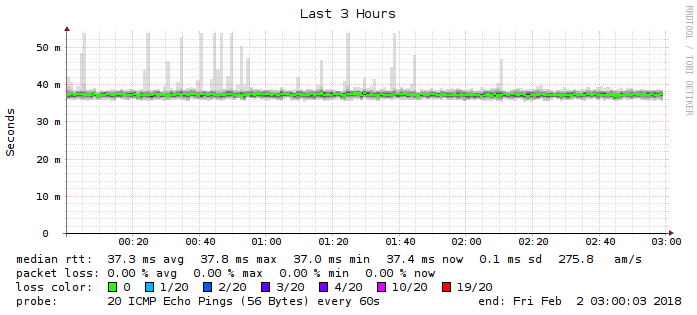 Last 3 Hours
RRDTOOL / TOBI OETIKER
Seconds
50 m
40 m
30 m
20 m
10 m
0
00:20 00:40 01:00 01:20 01:40 02:00 02:20 02:40 03:00
median rtt: 37.3 ms avg 37.8 ms max 37.0 ms min 37.4 ms now 0.1 ms sd 275.8 am/s
packet loss: 0.00 % avg 0.00 % max 0.00 % min 0.00 % now
loss color: 0 1/20 2/20 3/20 4/20 10/20 19/20
probe: 20 ICMP Echo Pings (56 Bytes) every 60s end: Fri Feb 2 03:00:03 2018